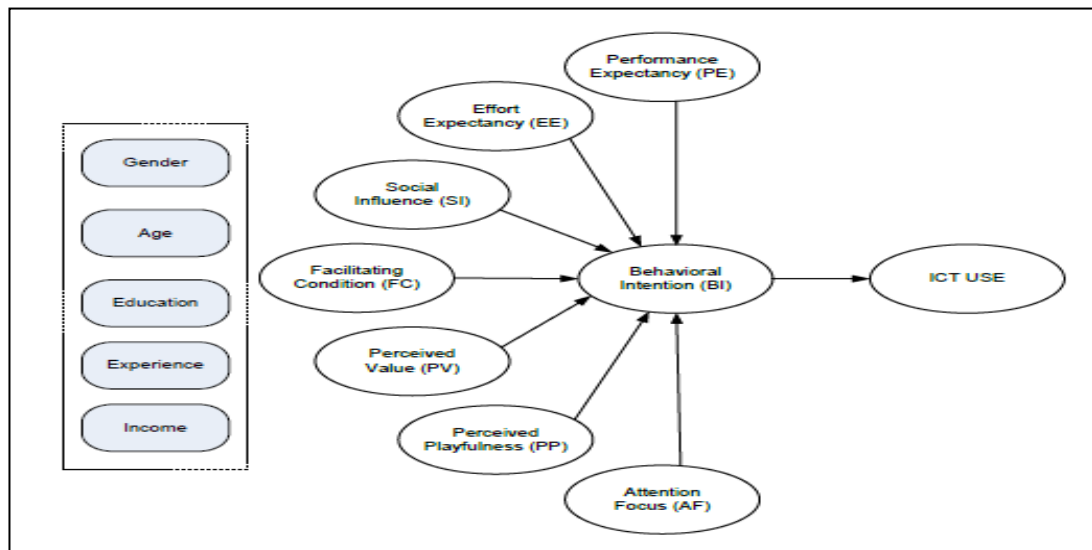 Gender
Age
Education
Experience
Income
Performance
Expectancy (PE)
Effort
Expectancy (EE)
Social
Influence (SI)
Facilitating
Condition (FC)
Perceived
Value (PV)
Perceived
Playfulness (PP)
Attention
Focus (AF)
Behavioral
Intention (BI)
ICT USE